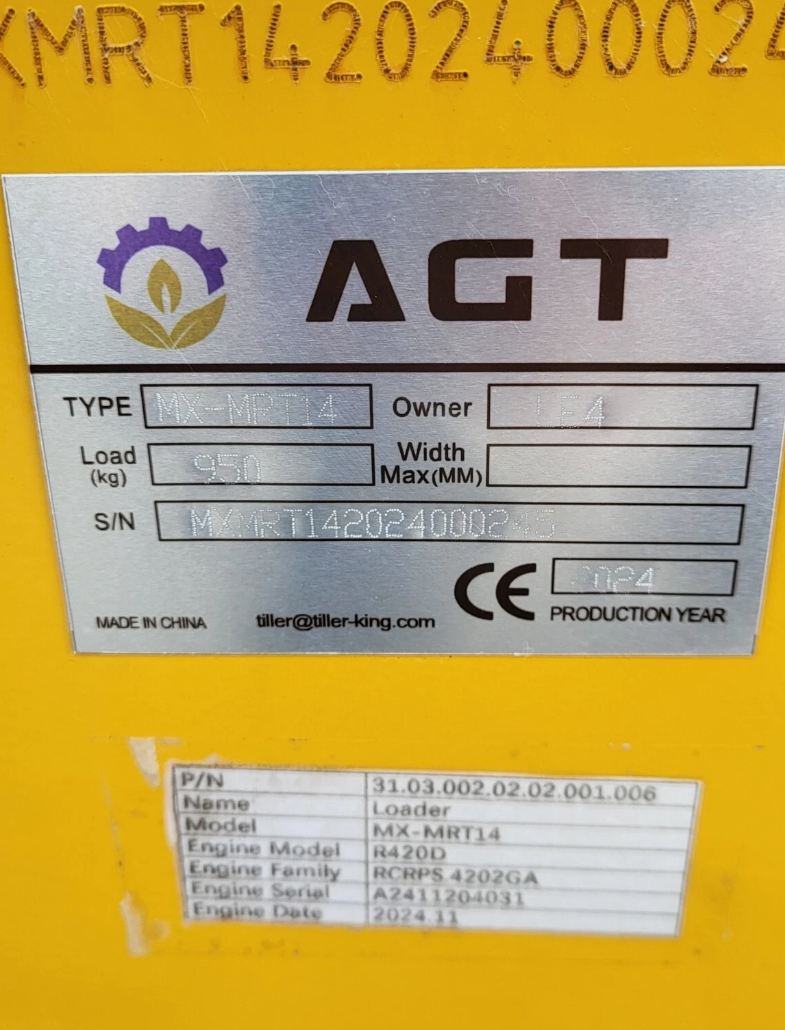 XMRT14202400024
AGT
TYPE MX-MRT14 Owner LE4
Load (kg) 950 Width Max(MM)
S/N MXMRT142024000245
CE 2024
MADE IN CHINA tiller@tiller-king.com PRODUCTION YEAR
P/N 31.03.002.02.02.001.006
Name Loader
Model MX-MRT14
Engine Model R420D
Engine Family RCRPS.4202GA
Engine Serial A2411204031
Engine Date 2024.11